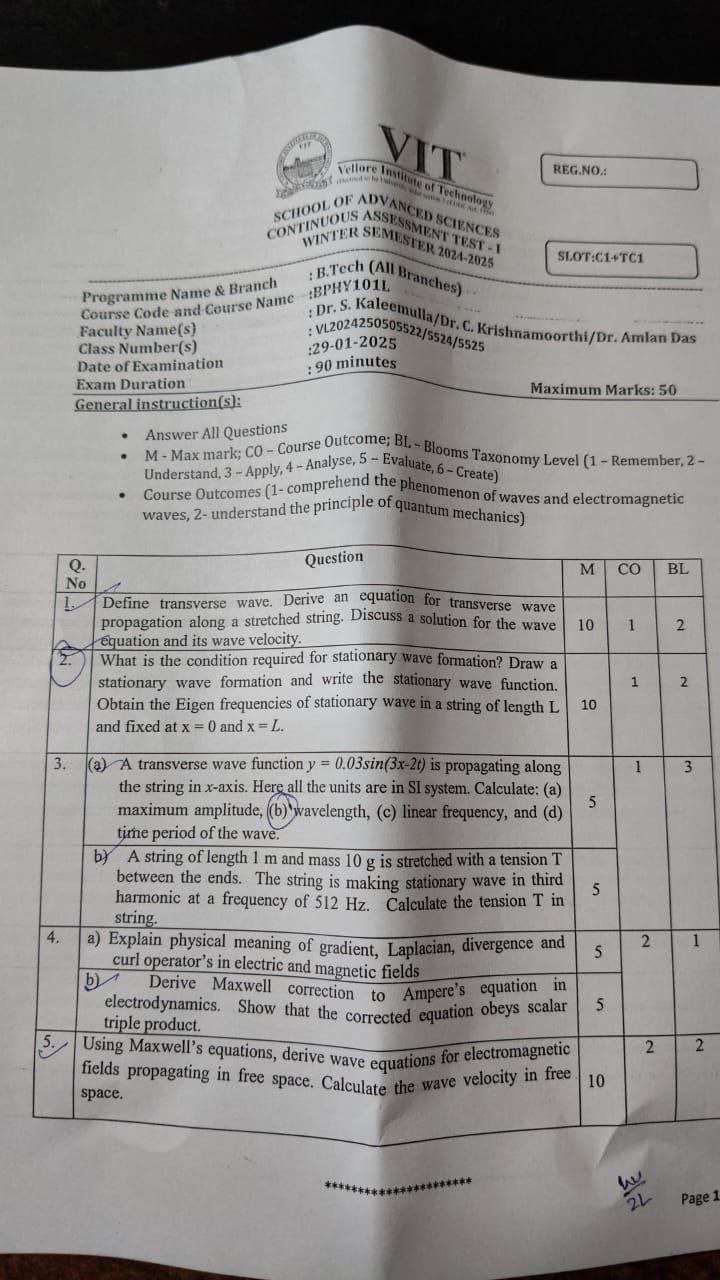 VIT
Vellore Institute of Technology
SCHOOL OF ADVANCED SCIENCES
CONTINUOUS ASSESSMENT TEST - I
WINTER SEMESTER 2024-2025
REG.NO.:
SLOT:C1+TC1
Programme Name & Branch : B.Tech (All Branches)
Course Code and Course Name :BPHY101L
Faculty Name(s) : Dr. S. Kaleemulla/Dr. C. Krishnamoorthi/Dr. Amlan Das
Class Number(s) : VL2024250505522/5524/5525
Date of Examination :29-01-2025
Exam Duration : 90 minutes
Maximum Marks: 50
General instruction(s):
• Answer All Questions
• M - Max mark; CO – Course Outcome; BL – Blooms Taxonomy Level (1 – Remember, 2 –
Understand, 3 – Apply, 4 – Analyse, 5 – Evaluate, 6 – Create)
• Course Outcomes (1- comprehend the phenomenon of waves and electromagnetic
waves, 2- understand the principle of quantum mechanics)
Q. No Question M CO BL
1. Define transverse wave. Derive an equation for transverse wave
propagation along a stretched string. Discuss a solution for the wave 10 1 2
equation and its wave velocity.
2. What is the condition required for stationary wave formation? Draw a
stationary wave formation and write the stationary wave function. 1 2
Obtain the Eigen frequencies of stationary wave in a string of length L 10
and fixed at x = 0 and x = L.
3. (a) A transverse wave function y = 0.03sin(3x-2t) is propagating along 1 3
the string in x-axis. Here all the units are in SI system. Calculate: (a)
maximum amplitude, (b) wavelength, (c) linear frequency, and (d) 5
time period of the wave.
b) A string of length 1 m and mass 10 g is stretched with a tension T
between the ends. The string is making stationary wave in third
harmonic at a frequency of 512 Hz. Calculate the tension T in 5
string.
4. a) Explain physical meaning of gradient, Laplacian, divergence and 5 2 1
curl operator's in electric and magnetic fields
b) Derive Maxwell correction to Ampere's equation in
electrodynamics. Show that the corrected equation obeys scalar 5
triple product.
5. Using Maxwell's equations, derive wave equations for electromagnetic 2 2
fields propagating in free space. Calculate the wave velocity in free 10
space.
***********************
Page 1